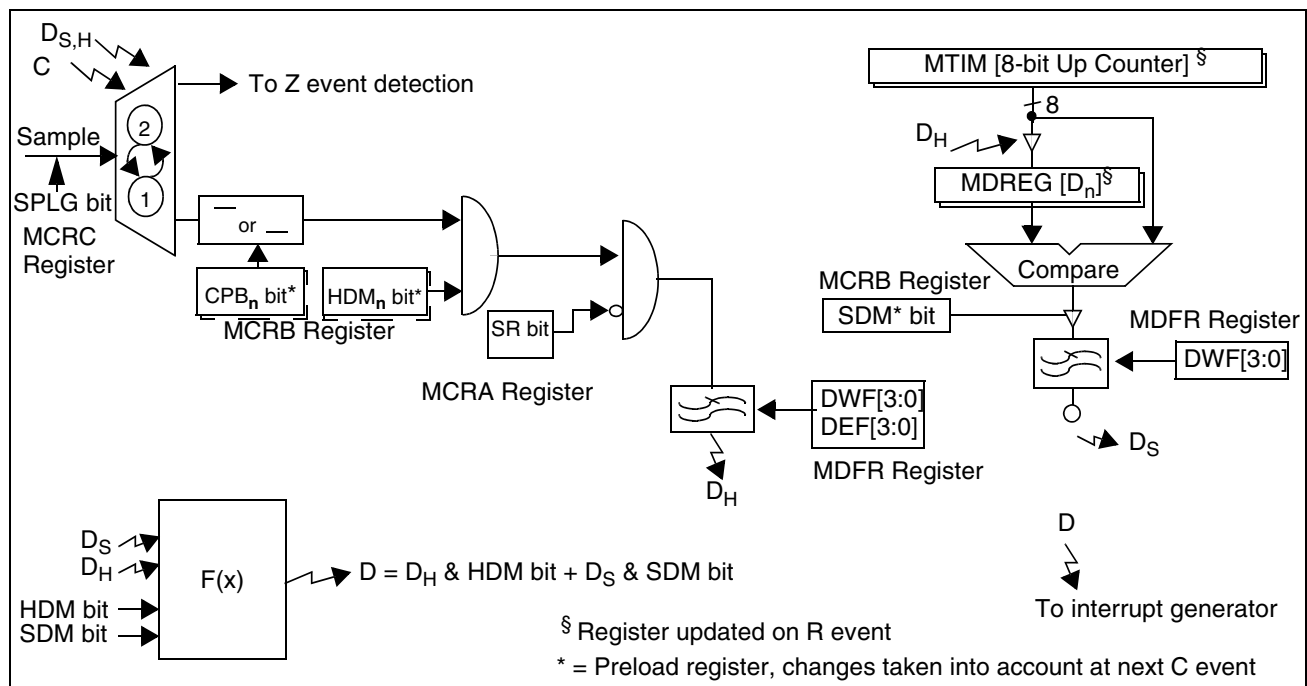 D_S,H
C
To Z event detection
Sample
SPLG bit
MCRC
Register
2
1
or
CPB_n bit*
HDM_n bit*
MCRB Register
SR bit
MCRA Register
DWF[3:0]
DEF[3:0]
MDFR Register
D_H
MTIM [8-bit Up Counter] §
8
D_H
MDREG [D_n]§
Compare
MCRB Register
SDM* bit
MDFR Register
DWF[3:0]
D_S
D
To interrupt generator
D_S
D_H
HDM bit
SDM bit
F(x)
D = D_H & HDM bit + D_S & SDM bit
§ Register updated on R event
* = Preload register, changes taken into account at next C event